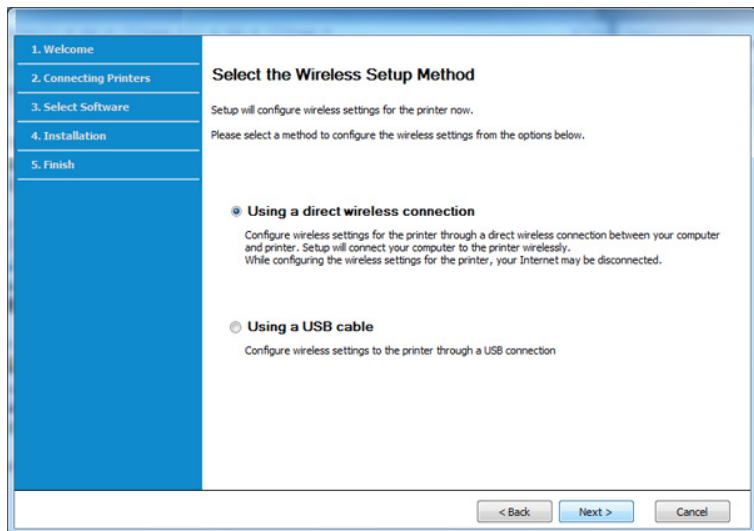 1. Welcome
2. Connecting Printers
3. Select Software
4. Installation
5. Finish
Select the Wireless Setup Method
Setup will configure wireless settings for the printer now.
Please select a method to configure the wireless settings from the options below.
Using a direct wireless connection
Configure wireless settings for the printer through a direct wireless connection between your computer
and printer. Setup will connect your computer to the printer wirelessly.
While configuring the wireless settings for the printer, your Internet may be disconnected.
Using a USB cable
Configure wireless settings to the printer through a USB connection
< Back
Next >
Cancel